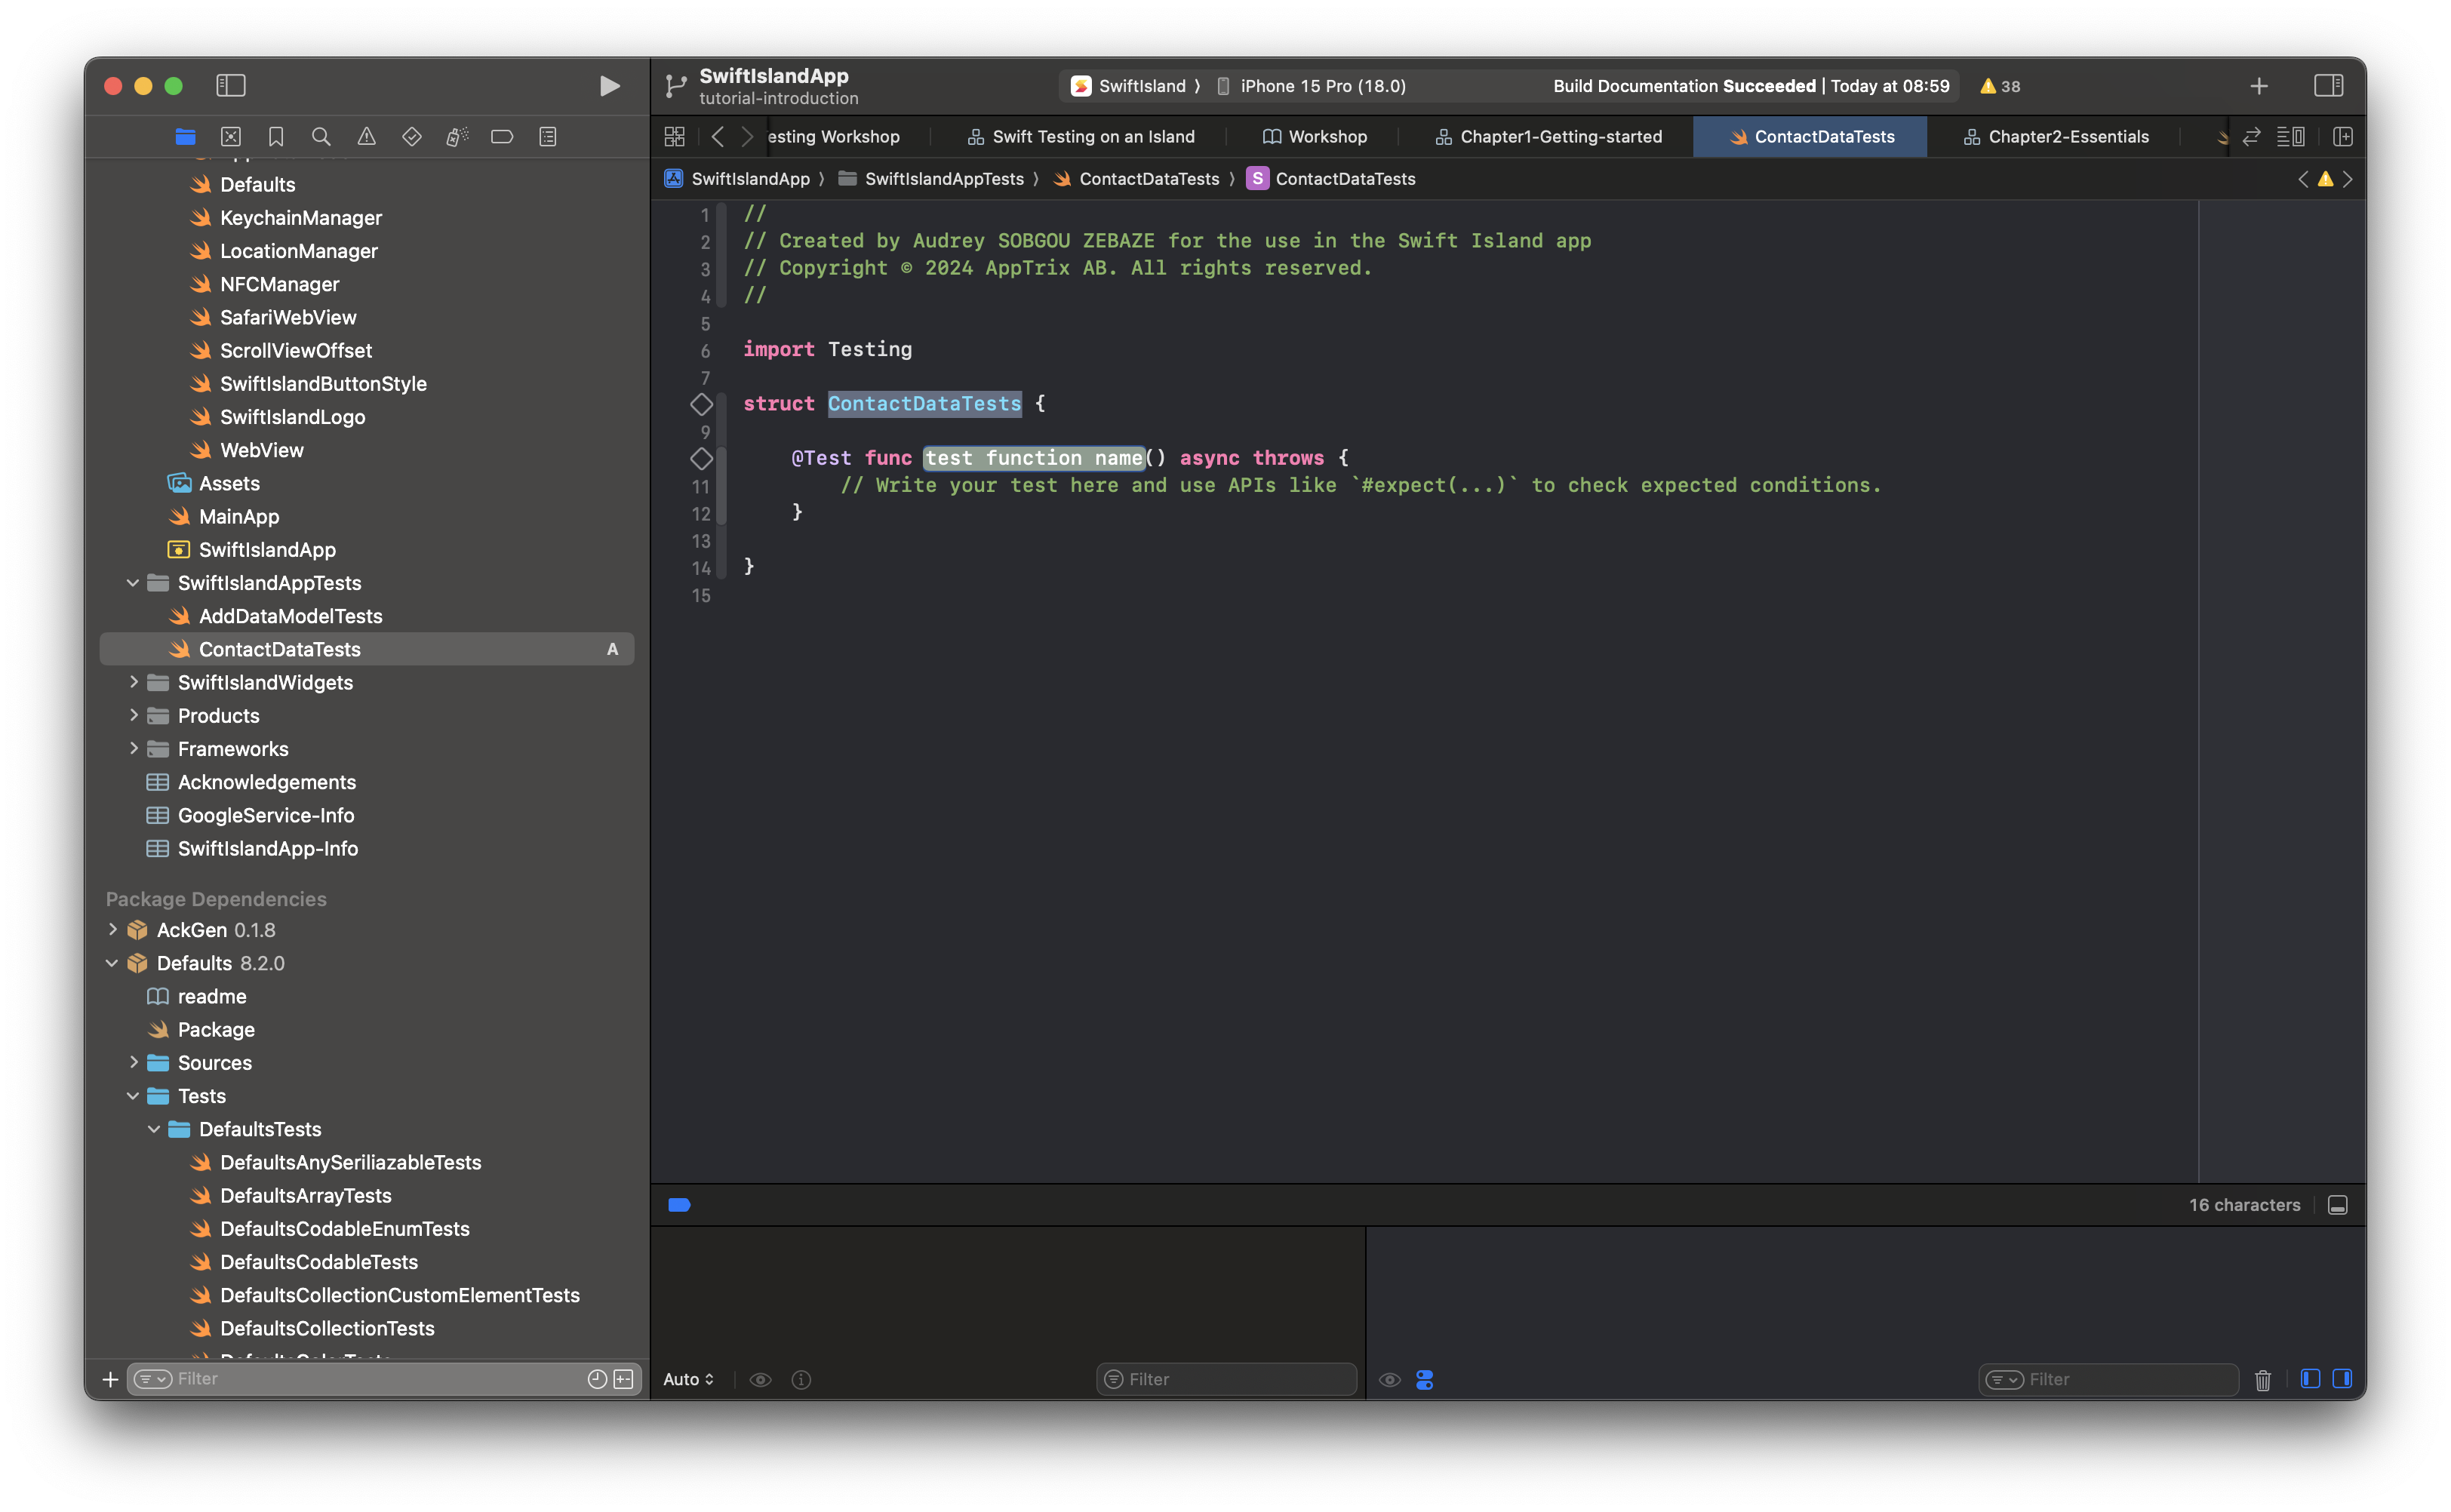 SwiftIslandApp
tutorial-introduction
SwiftIsland
iPhone 15 Pro (18.0)
Build Documentation Succeeded | Today at 08:59
38
esting Workshop
Swift Testing on an Island
Workshop
Chapter1-Getting-started
ContactDataTests
Chapter2-Essentials
SwiftIslandApp
SwiftIslandAppTests
ContactDataTests
S ContactDataTests
Defaults
KeychainManager
LocationManager
NFCManager
SafariWebView
ScrollViewOffset
SwiftIslandButtonStyle
SwiftIslandLogo
WebView
Assets
MainApp
SwiftIslandApp
SwiftIslandAppTests
AddDataModelTests
ContactDataTests A
SwiftIslandWidgets
Products
Frameworks
Acknowledgements
GoogleService-Info
SwiftIslandApp-Info
Package Dependencies
AckGen 0.1.8
Defaults 8.2.0
readme
Package
Sources
Tests
DefaultsTests
DefaultsAnySeriliazableTests
DefaultsArrayTests
DefaultsCodableEnumTests
DefaultsCodableTests
DefaultsCollectionCustomElementTests
DefaultsCollectionTests
Filter
1 //
2 // Created by Audrey SOBGOU ZEBAZE for the use in the Swift Island app
3 // Copyright © 2024 AppTrix AB. All rights reserved.
4 //
5
6 import Testing
7
struct ContactDataTests {
9
@Test func test function name() async throws {
11 // Write your test here and use APIs like `#expect(...)` to check expected conditions.
12 }
13
14 }
15
16 characters
Auto
Filter
Filter